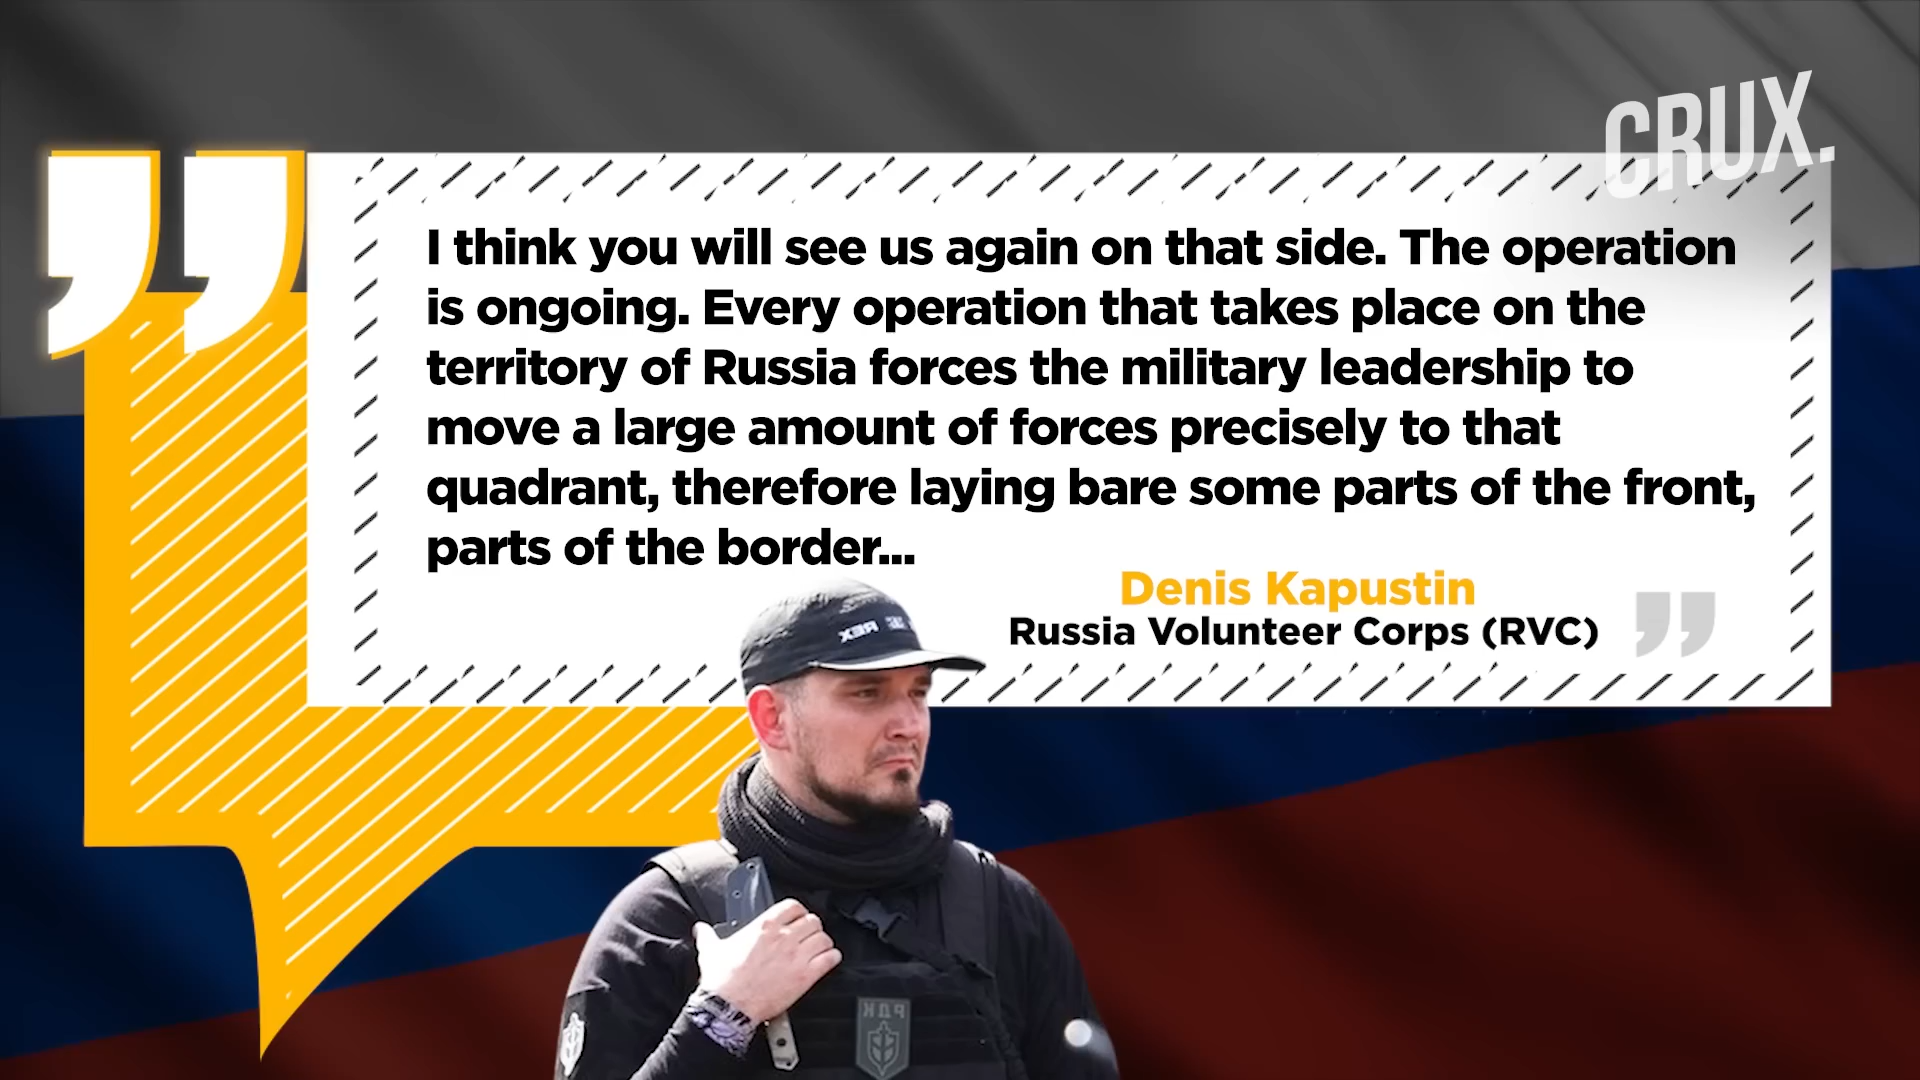 CRUX.
I think you will see us again on that side. The operation
is ongoing. Every operation that takes place on the
territory of Russia forces the military leadership to
move a large amount of forces precisely to that
quadrant, therefore laying bare some parts of the front,
parts of the border...
Denis Kapustin
Russia Volunteer Corps (RVC)
РДК